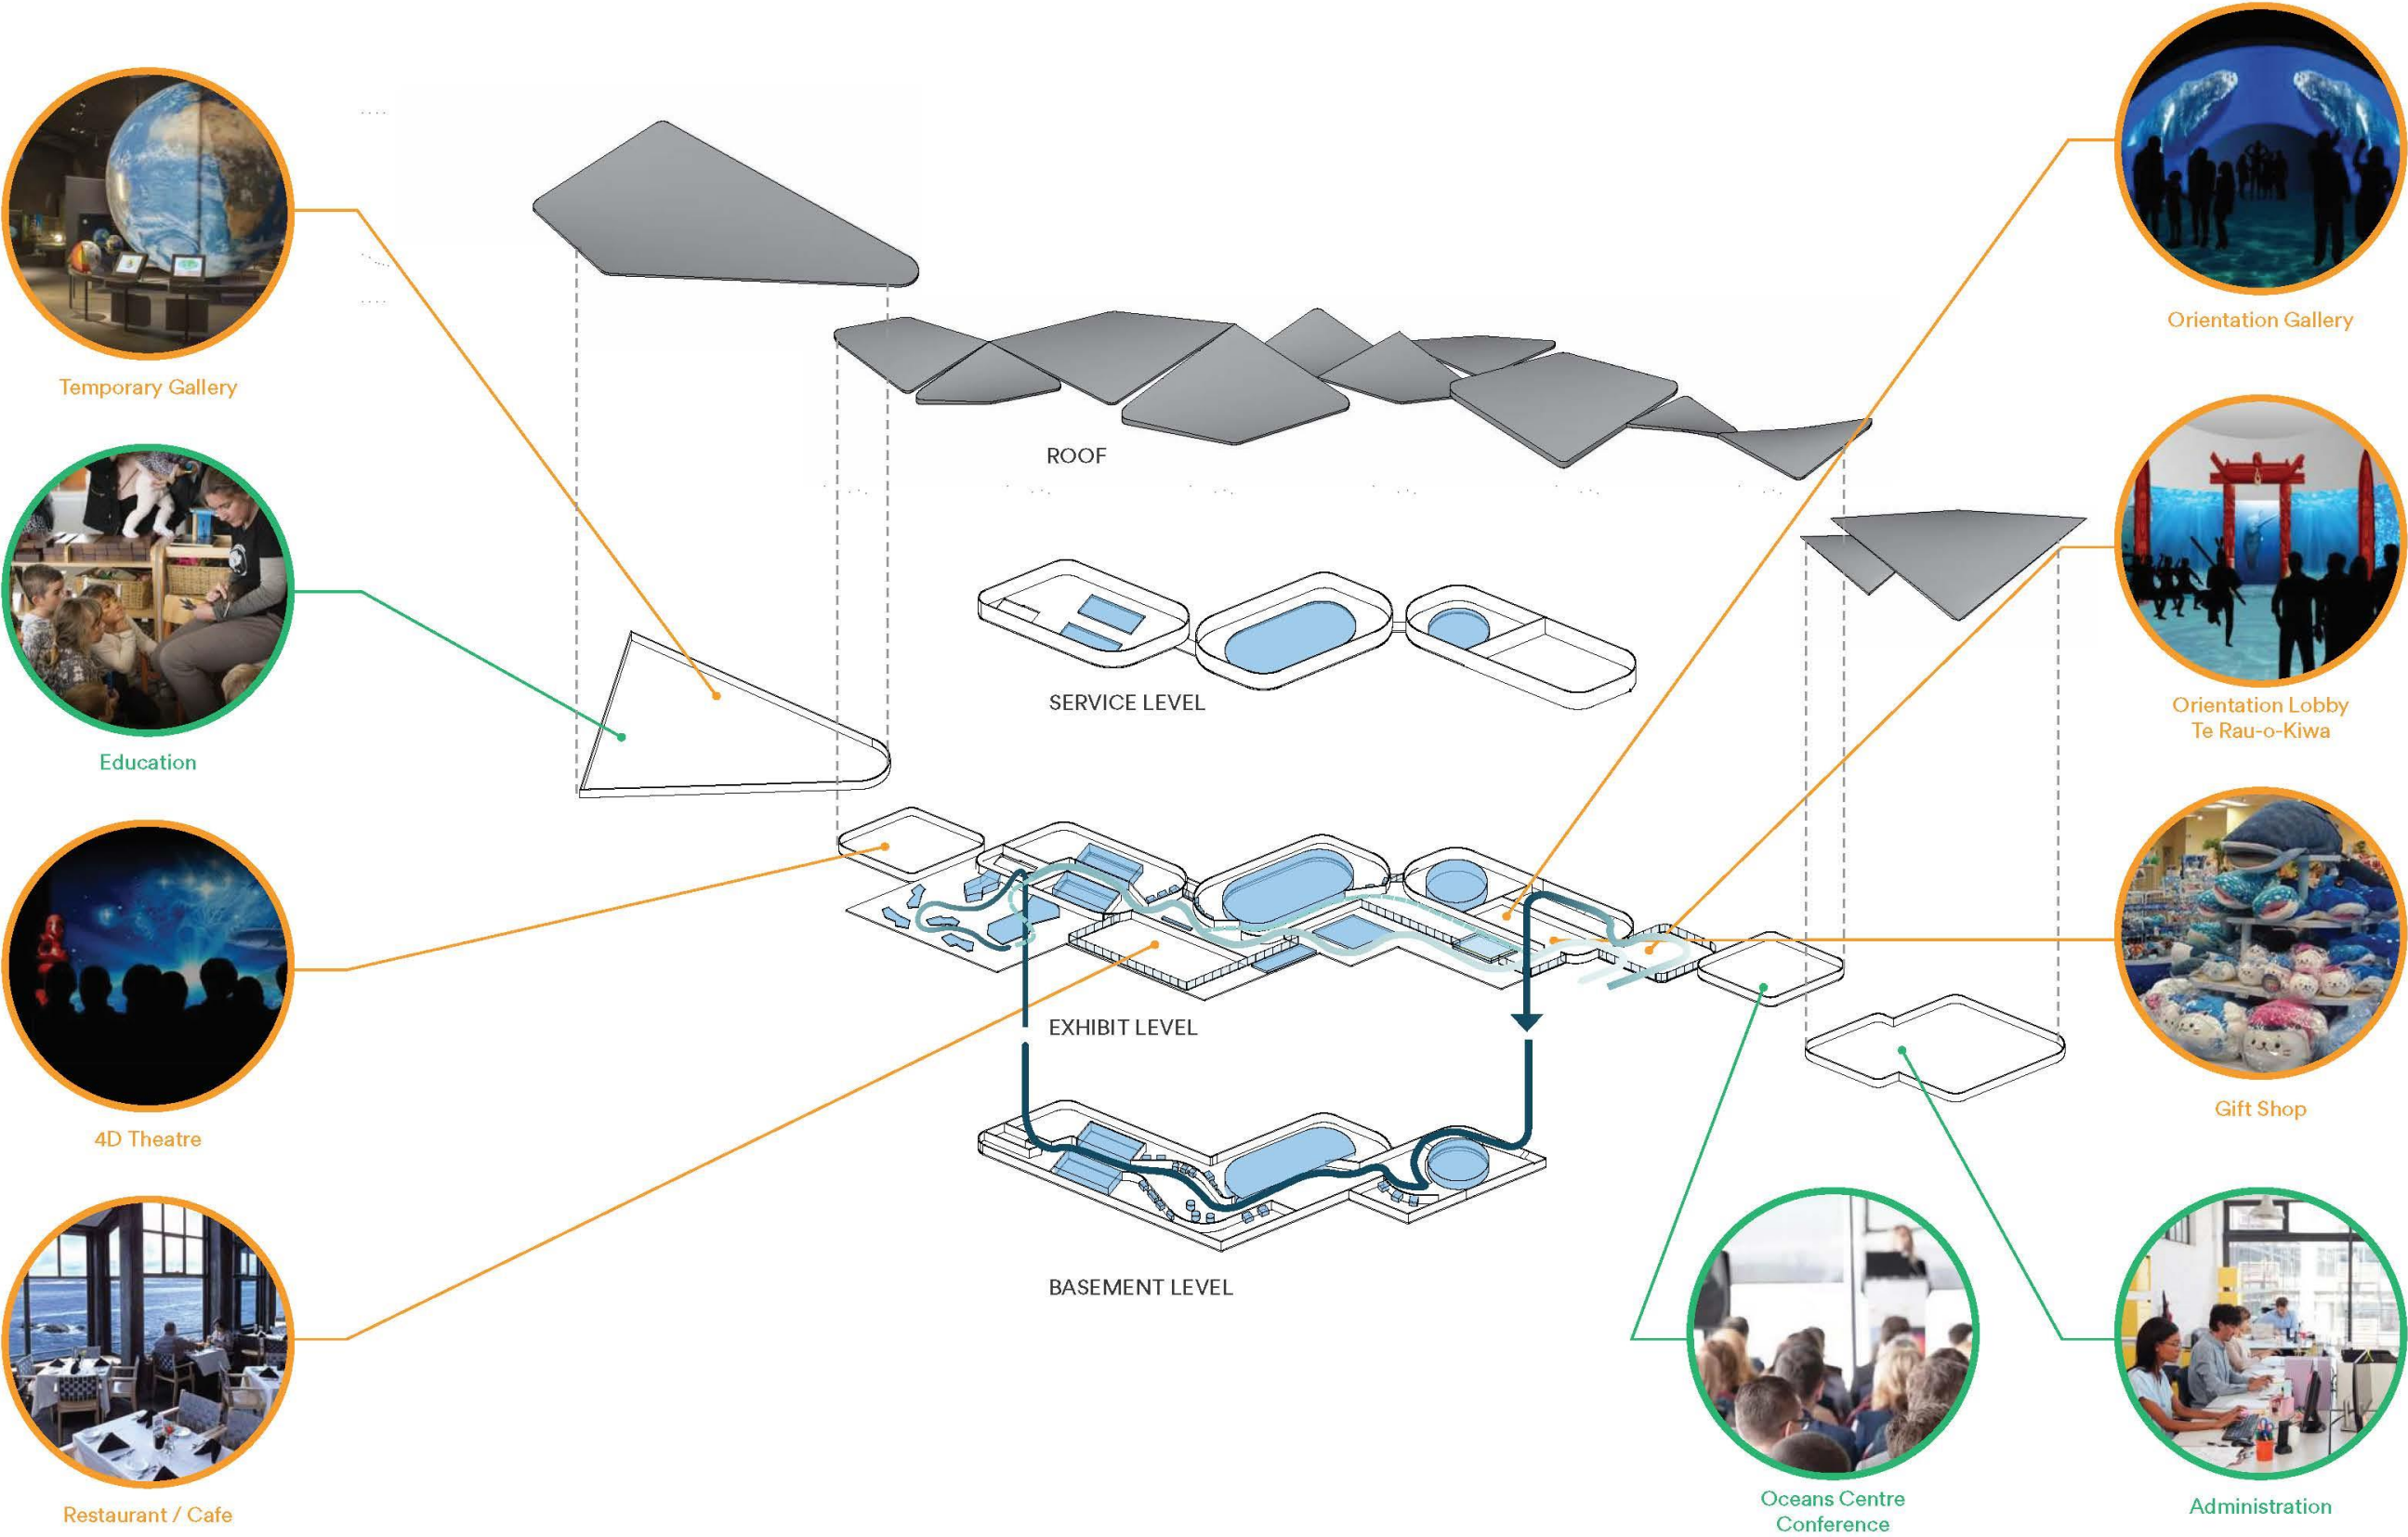 Temporary Gallery
Education
4D Theatre
Restaurant / Cafe
ROOF
SERVICE LEVEL
EXHIBIT LEVEL
BASEMENT LEVEL
Orientation Gallery
Orientation Lobby
Te Rau-o-Kiwa
Gift Shop
Oceans Centre
Conference
Administration